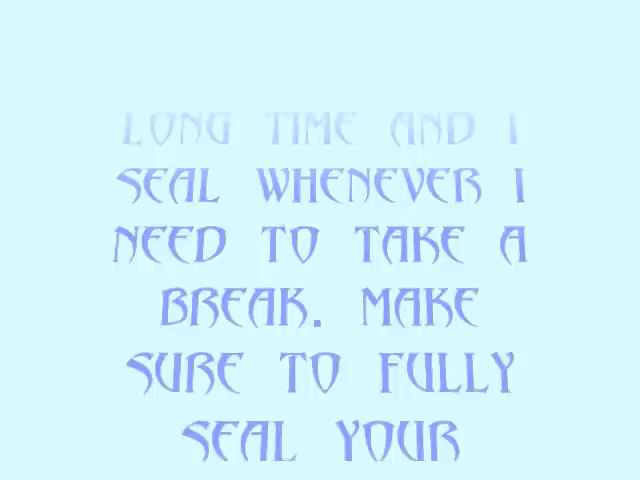 LONG TIME AND I
SEAL WHENEVER I
NEED TO TAKE A
BREAK. MAKE
SURE TO FULLY
SEAL YOUR